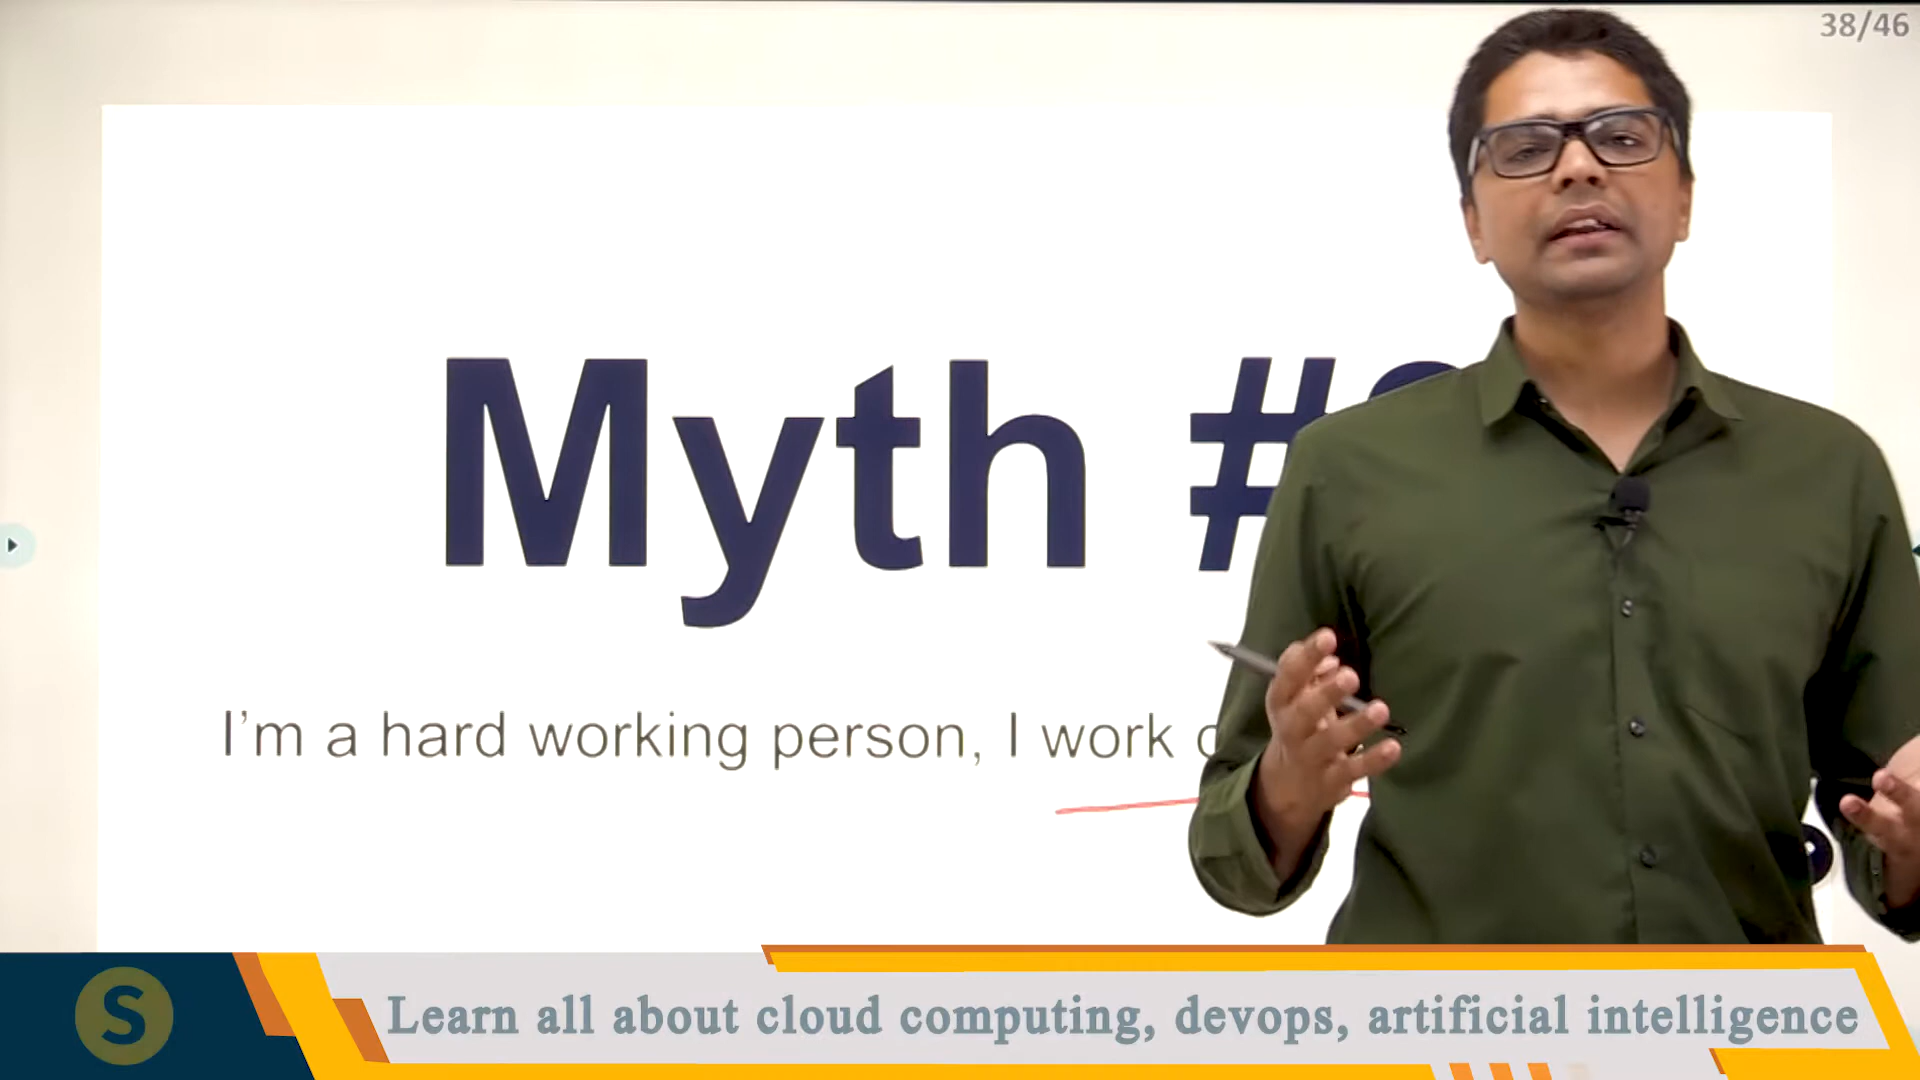 38/46
Myth #
I'm a hard working person, I work
S
Learn all about cloud computing, devops, artificial intelligence